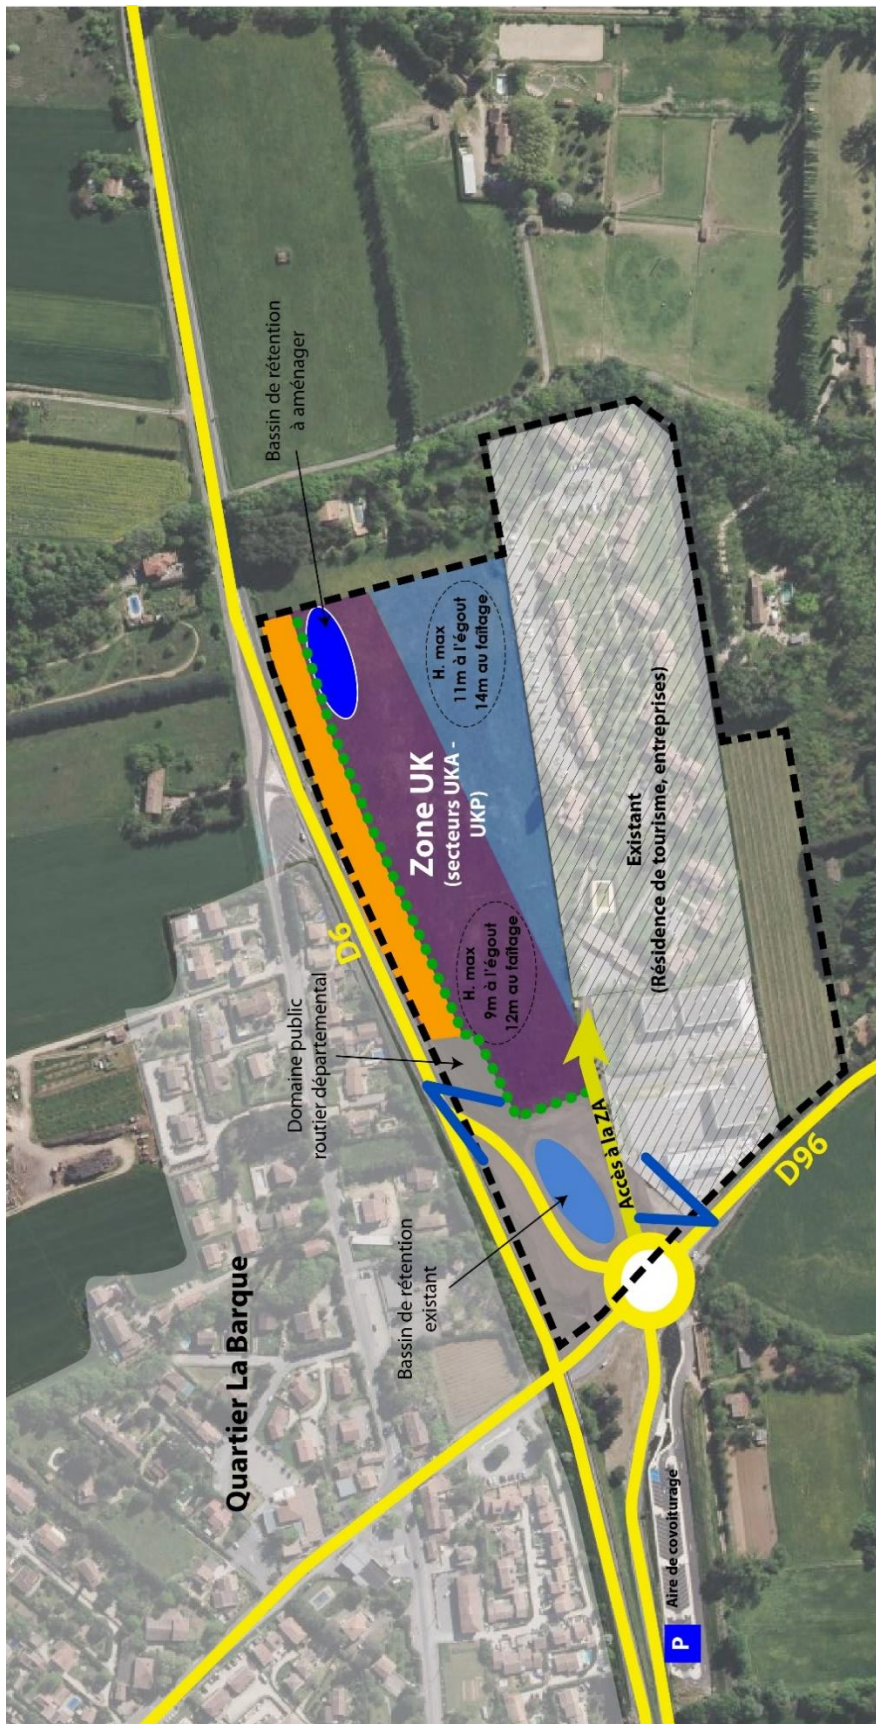 Quartier La Barque
Bassin de rétention
existant
Domaine public
routier départemental
Bassin de rétention
à aménager
D6
Zone UK
(secteurs UKA -
UKP)
H. max
9m à l'égout
12m au faîtage
H. max
11m à l'égout
14m au faîtage
Existant
(Résidence de tourisme, entreprises)
Accès à la ZA
D96
Aire de covoiturage
P